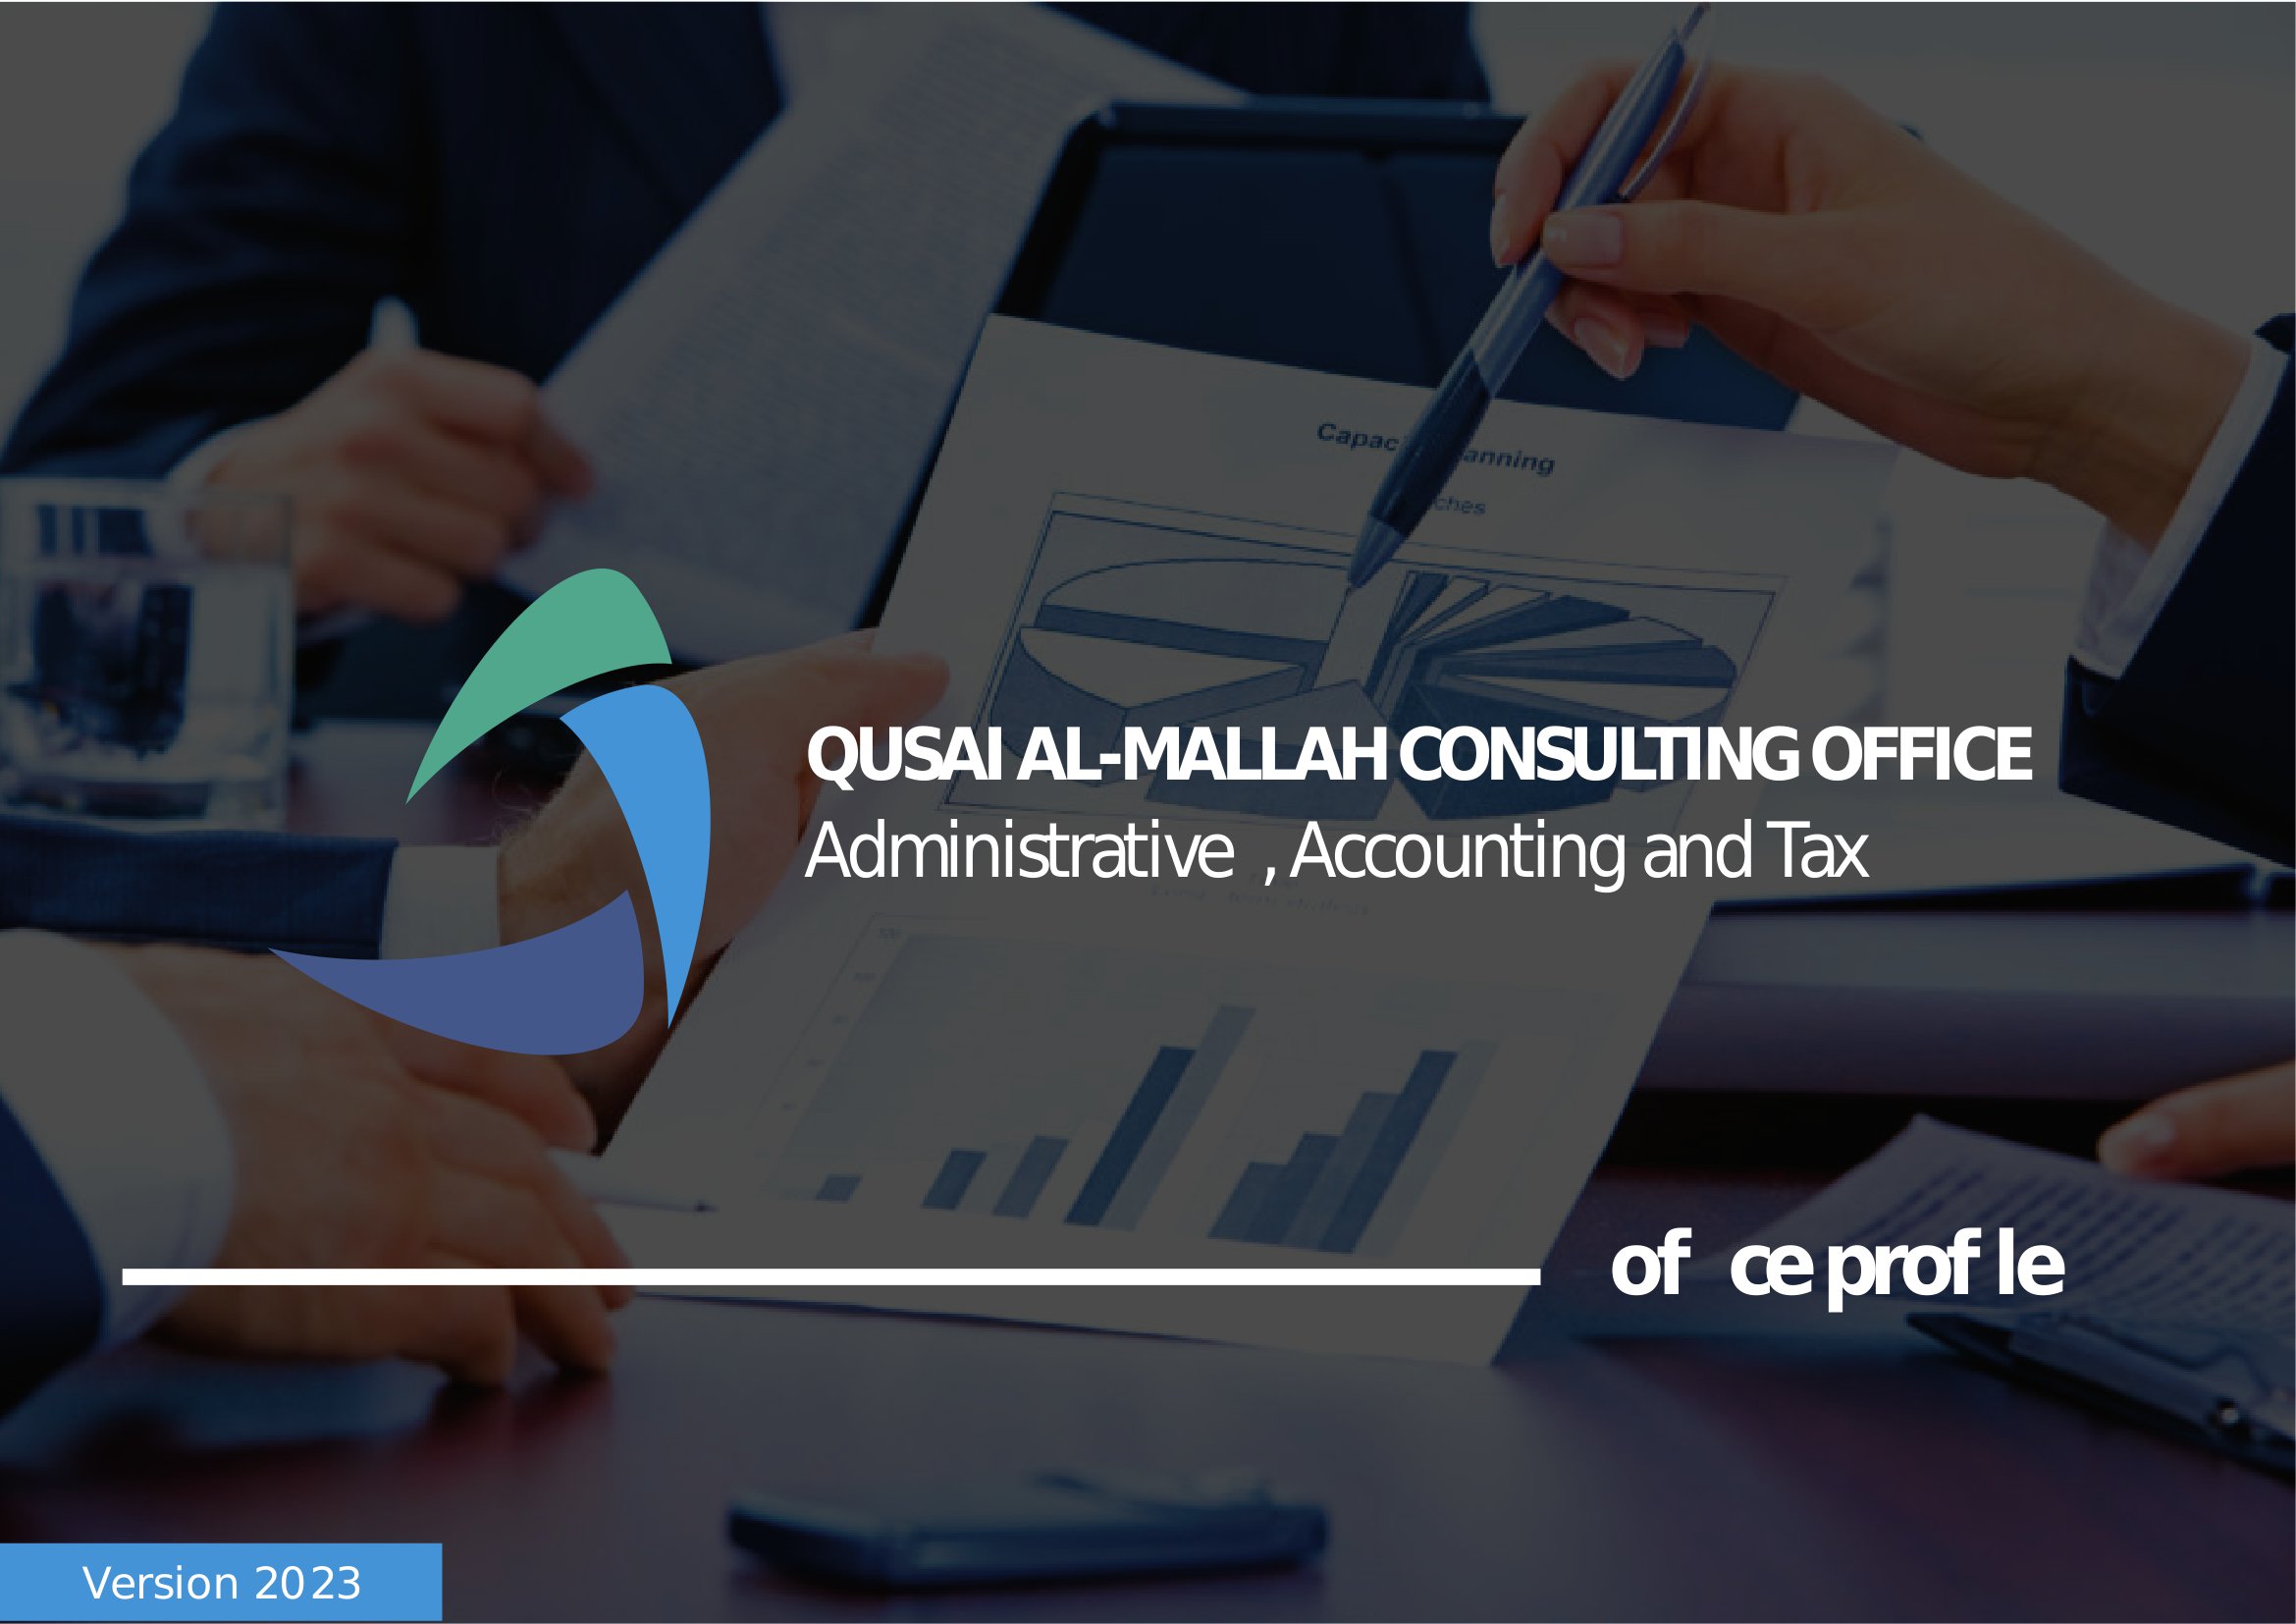 QUSAI AL-MALLAH CONSULTING OFFICE
Administrative , Accounting and Tax
of ce prof le
Version 2023